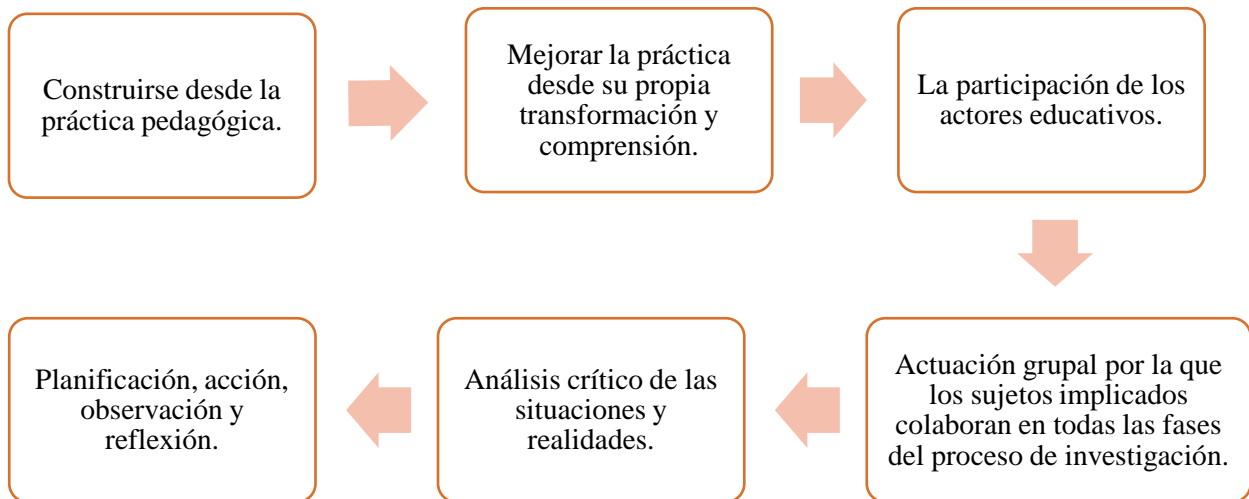 Construirse desde la
práctica pedagógica.
Mejorar la práctica
desde su propia
transformación y
comprensión.
La participación de los
actores educativos.
Actuación grupal por la que
los sujetos implicados
colaboran en todas las fases
del proceso de investigación.
Análisis crítico de las
situaciones y
realidades.
Planificación, acción,
observación y
reflexión.